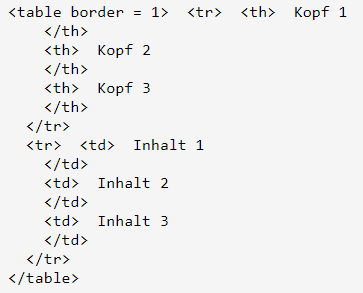 <table border = 1>  <tr>  <th>  Kopf 1
    </th>
    <th>  Kopf 2
    </th>
    <th>  Kopf 3
    </th>
  </tr>
  <tr>  <td>  Inhalt 1
    </td>
    <td>  Inhalt 2
    </td>
    <td>  Inhalt 3
    </td>
  </tr>
</table>